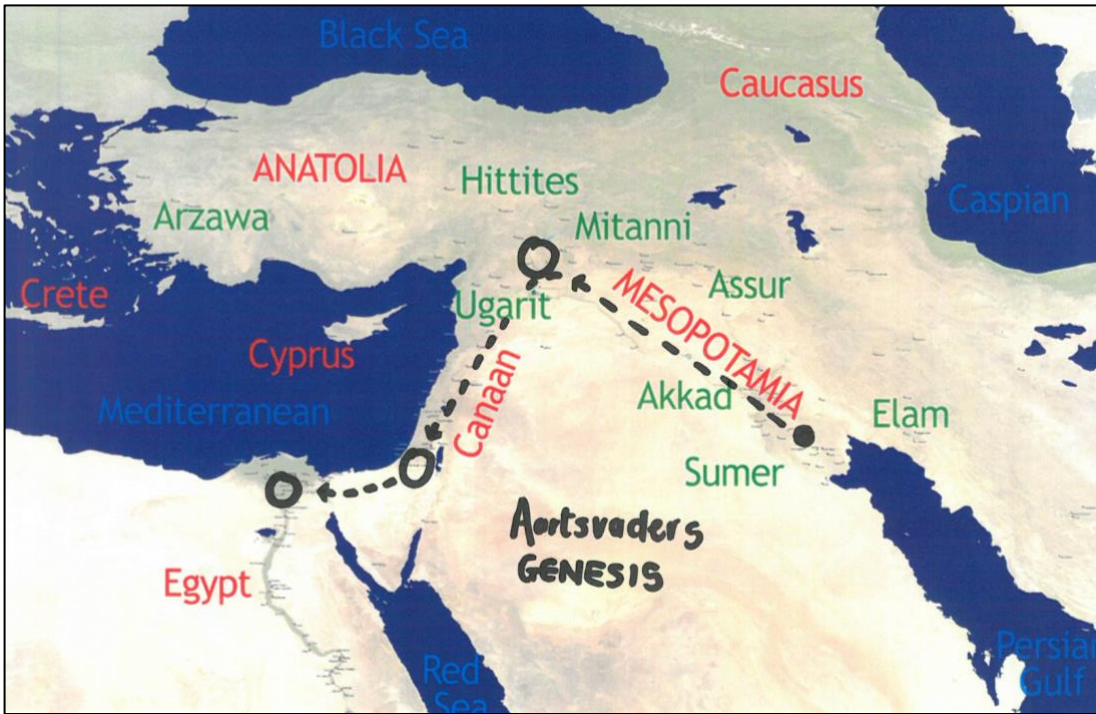 Black Sea
Caucasus
ANATOLIA
Hittites
Caspian
Arzawa
Mitanni
Crete
Ugarit
MESOPOTAMIA
Assur
Cyprus
Canaan
Mediterranean
Akkad
Elam
Sumer
Aartsvaders
GENESIS
Egypt
Red
Sea
Persian
Gulf